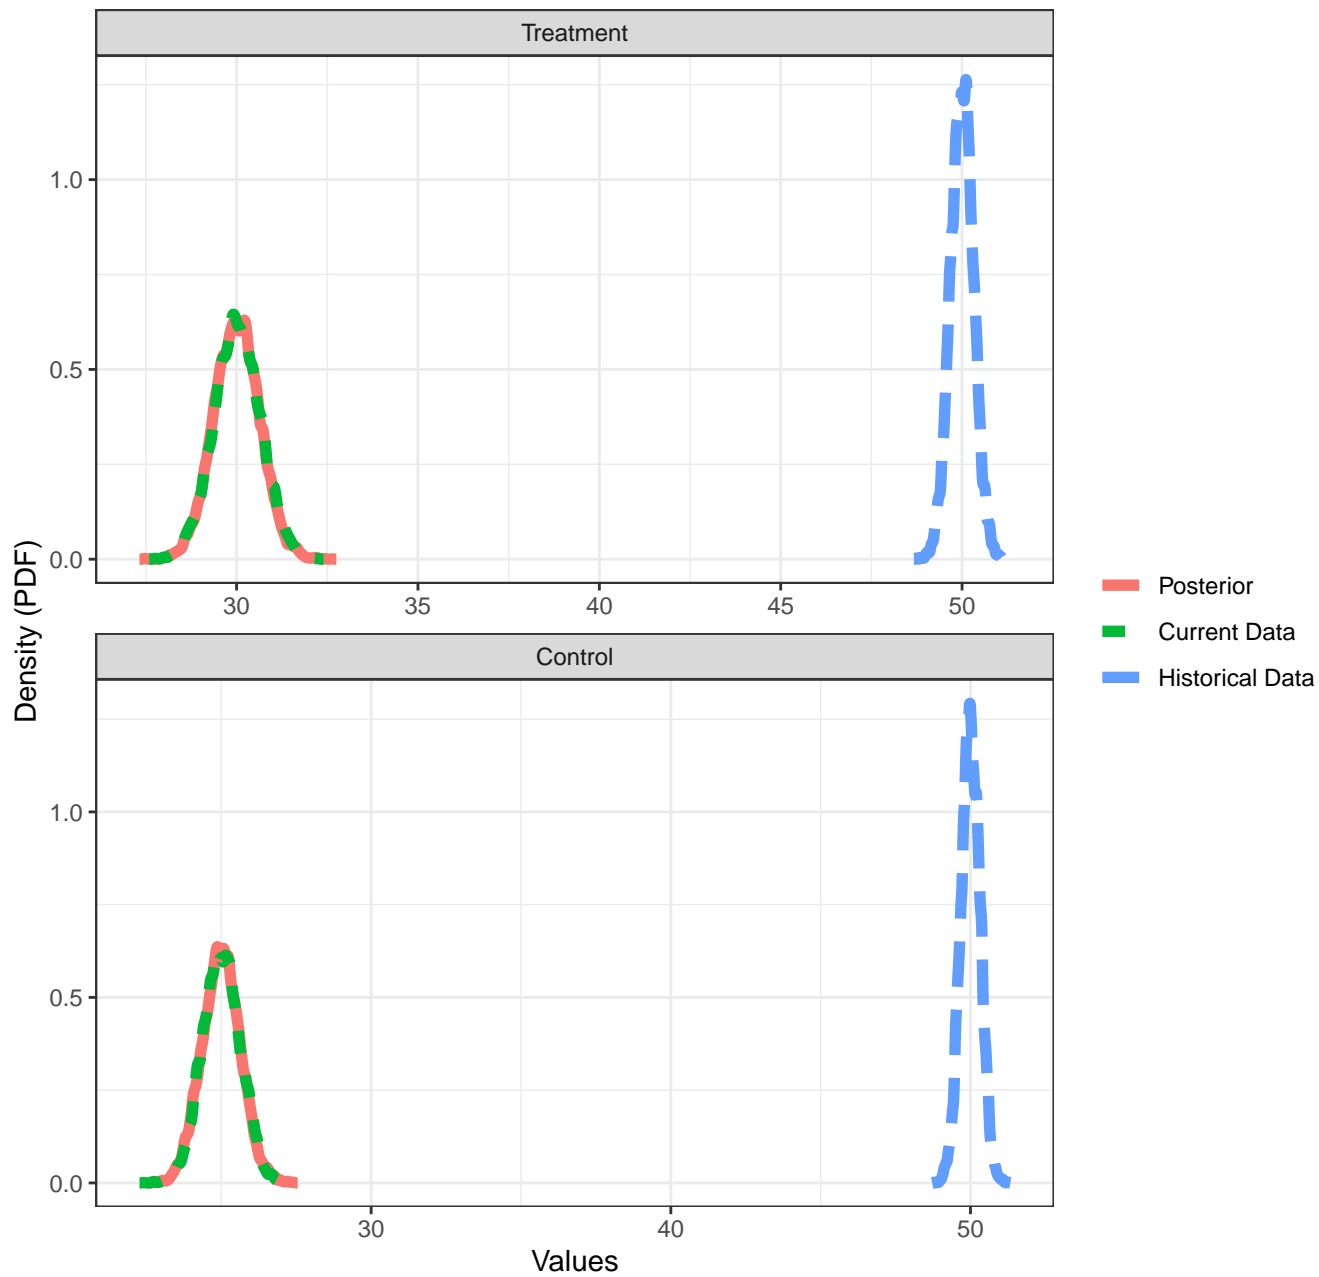 Treatment
1.0
0.5
0.0
30 35 40 45 50
Density (PDF)
Posterior
Current Data
Historical Data
Control
1.0
0.5
0.0
30 40 50
Values